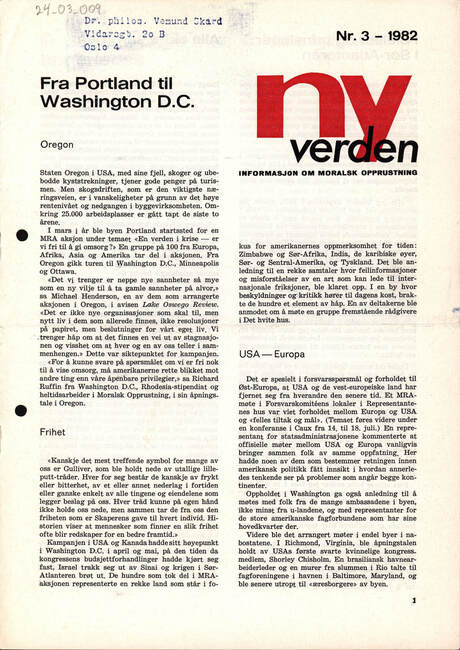 24-03-009
Dr. philos. Vemund Skard
Vidarsgt. 2o B
Oslo 4
Nr. 3 – 1982
Fra Portland til
Washington D.C.
ny
verden
INFORMASJON OM MORALSK OPPRUSTNING
Oregon
Staten Oregon i USA, med sine fjell, skoger og ube-
bodde kyststrekninger, tjener gode penger på turis-
men. Men skogsdriften, som er den viktigste næ-
ringsveien, er i vanskeligheter på grunn av det høye
rentenivået og nedgangen i byggevirksomheten. Om-
kring 25.000 arbeidsplasser er gått tapt de siste to
årene.
I mars i år ble byen Portland startssted for en
MRA aksjon under temaet «En verden i krise — er
vi fri til å gi omsorg?» En gruppe på 100 fra Europa,
Afrika, Asia og Amerika tar del i aksjonen. Fra
Oregon gikk turen til Washington D.C., Minneapolis
og Ottawa.
«Det vi trenger er neppe nye sannheter så mye
som en ny vilje til å ta gamle sannheter på alvor,»
sa Michael Henderson, en av dem som arrangerte
aksjonen i Oregon, i avisen Lake Oswego Review.
«Det er ikke nye organisasjoner som skal til, men
nytt liv i dem som allerede finnes, ikke resolusjoner
på papiret, men beslutninger for vårt eget liv. Vi
trenger håp om at det finnes en vei ut av stagnasjo-
nen og visshet om at hver og en av oss teller i sam-
menhengen.» Dette var siktepunktet for kampanjen.
«For å kunne svare på spørsmålet om vi er fri nok
til å vise omsorg, må amerikanerne rette blikket mot
andre ting enn våre åpenbare privilegier,» sa Richard
Ruffin fra Washington D.C., Rhodesia-stipendiat og
heltidsarbeider i Moralsk Opprustning, i sin åpnings-
tale i Oregon.
Frihet
«Kanskje det mest treffende symbol for mange av
oss er Gulliver, som ble holdt nede av utallige lille-
putt-tråder. Hver for seg består de kanskje av frykt
eller bitterhet, av et eller annet nederlag i fortiden
eller ganske enkelt av alle tingene og eiendelene som
legger beslag på oss. Hver tråd kunne på egen hånd
ikke holde oss nede, men sammen tar de fra oss den
friheten som er Skaperens gave til hvert individ. Hi-
storien viser at mennesker som finner en slik frihet
ofte blir redskaper for en bedre framtid.»
Kampanjen i USA og Kanada hadde sitt høyepunkt
i Washington D.C. i april og mai, på den tiden da
kongressens budsjettforhandlinger hadde kjørt seg
fast, Israel trakk seg ut av Sinai og krigen i Sør-
Atlanteren brøt ut. De hundre som tok del i MRA-
aksjonen representerte en rekke land som står i fo-
kus for amerikanernes oppmerksomhet for tiden:
Zimbabwe og Sør-Afrika, India, de karibiske øyer,
Sør- og Sentral-Amerika, og Tyskland. Det ble an-
ledning til en rekke samtaler hvor feilinformasjoner
og misforståelser av en art som kan lede til inter-
nasjonale friksjoner, ble klaret opp. I en by hvor
beskyldninger og kritikk hører til dagens kost, brak-
te de hundre et element av håp. En av deltakerne ble
anmodet om å møte en gruppe fremstående rådgivere
i Det hvite hus.
USA — Europa
Det er spesielt i forsvarsspørsmål og forholdet til
Øst-Europa, at USA og de vest-europeiske land har
fjernet seg fra hverandre den senere tid. Et MRA-
møte i Forsvarskomitéens lokaler i Representante-
nes hus var viet forholdet mellom Europa og USA
og «felles tiltak og mål». (Temaet føres videre under
en konferanse i Caux fra 14. til 18. juli.) En repre-
sentant for statsadministrasjonene kommenterte at
offisielle møter mellom USA og Europa vanligvis
bringer sammen folk av samme oppfatning. Her
hadde noen av dem som bestemmer retningen innen
amerikansk politikk fått innsikt i hvordan annerle-
des tenkende ser på problemer som angår begge kon-
tinenter.
Oppholdet i Washington ga også anledning til å
møtes med folk fra de mange ambassadene i byen,
ikke minst fra u-landene, og med representanter for
de store amerikanske fagforbundene som har sine
hovedkvarter der.
Videre ble det arrangert møter i endel byer i na-
bostatene. I Richmond, Virginia, ble åpningstalen
holdt av USAs første svarte kvinnelige kongress-
medlem, Shorley Chisholm. En brasiliansk havnear-
beiderleder og en murer fra slummen i Rio talte til
fagforeningene i havnen i Baltimore, Maryland, og
ble senere utropt til «æresborgere» av byen.
1